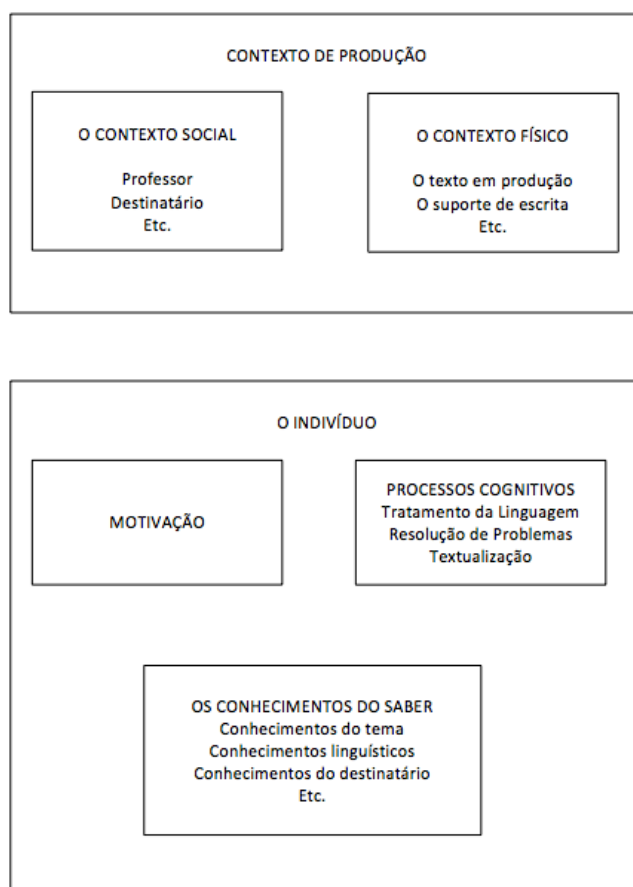 CONTEXTO DE PRODUÇÃO
O CONTEXTO SOCIAL
Professor
Destinatário
Etc.
O CONTEXTO FÍSICO
O texto em produção
O suporte de escrita
Etc.
O INDIVÍDUO
MOTIVAÇÃO
PROCESSOS COGNITIVOS
Tratamento da Linguagem
Resolução de Problemas
Textualização
OS CONHECIMENTOS DO SABER
Conhecimentos do tema
Conhecimentos linguísticos
Conhecimentos do destinatário
Etc.